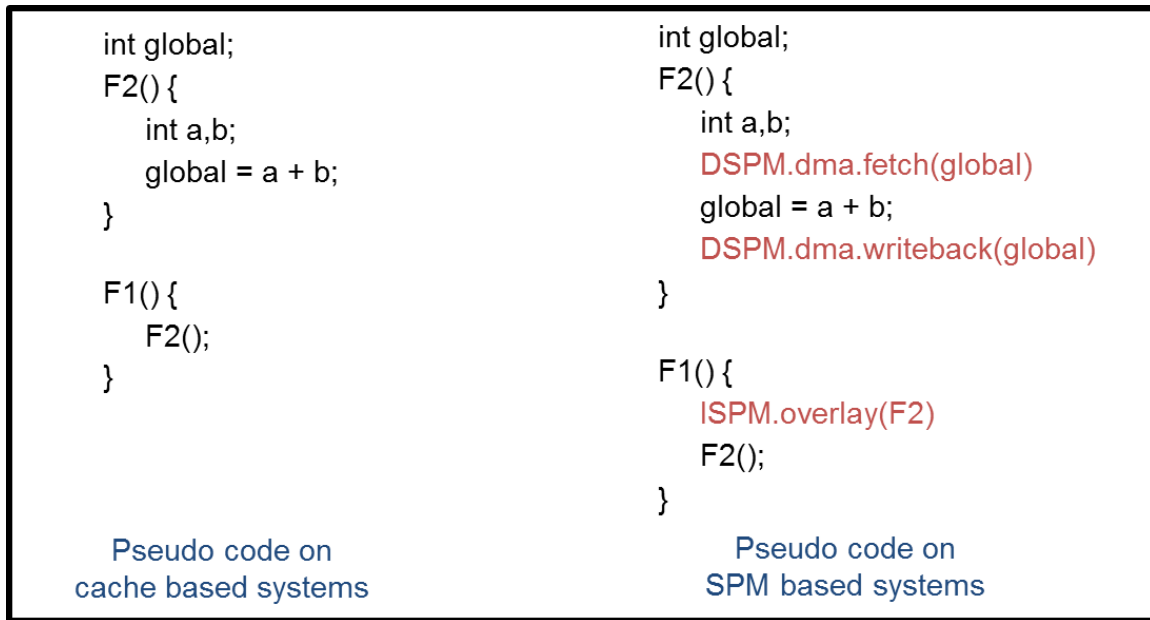 int global;
F2() {
int a,b;
global = a + b;
}
F1() {
F2();
}
Pseudo code on
cache based systems
int global;
F2() {
int a,b;
DSPM.dma.fetch(global)
global = a + b;
DSPM.dma.writeback(global)
}
F1() {
ISPM.overlay(F2)
F2();
}
Pseudo code on
SPM based systems